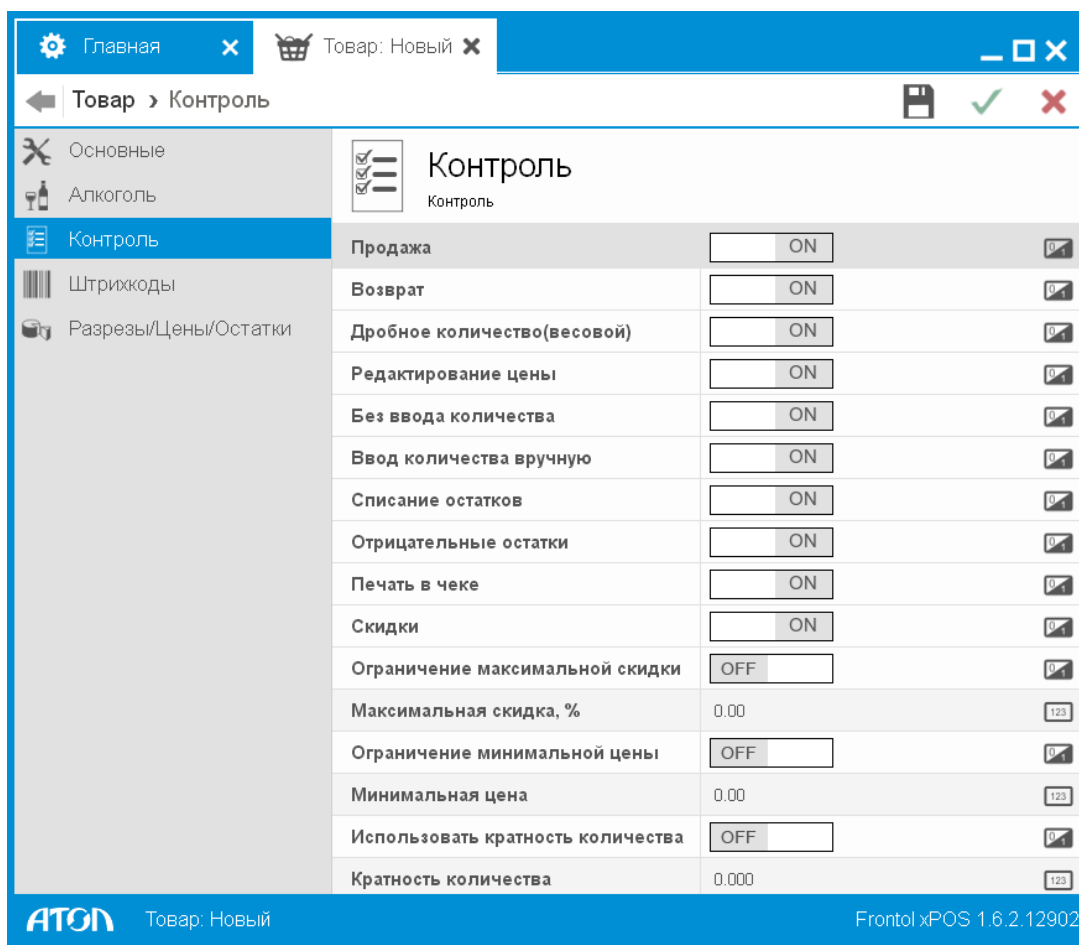 Главная
Товар: Новый
Товар › Контроль
Основные
Алкоголь
Контроль
Штрихкоды
Разрезы/Цены/Остатки
Контроль
Контроль
Продажа ON
Возврат ON
Дробное количество(весовой) ON
Редактирование цены ON
Без ввода количества ON
Ввод количества вручную ON
Списание остатков ON
Отрицательные остатки ON
Печать в чеке ON
Скидки ON
Ограничение максимальной скидки OFF
Максимальная скидка, % 0.00 123
Ограничение минимальной цены OFF
Минимальная цена 0.00 123
Использовать кратность количества OFF
Кратность количества 0.000 123
АТОЛ Товар: Новый Frontol xPOS 1.6.2.12902